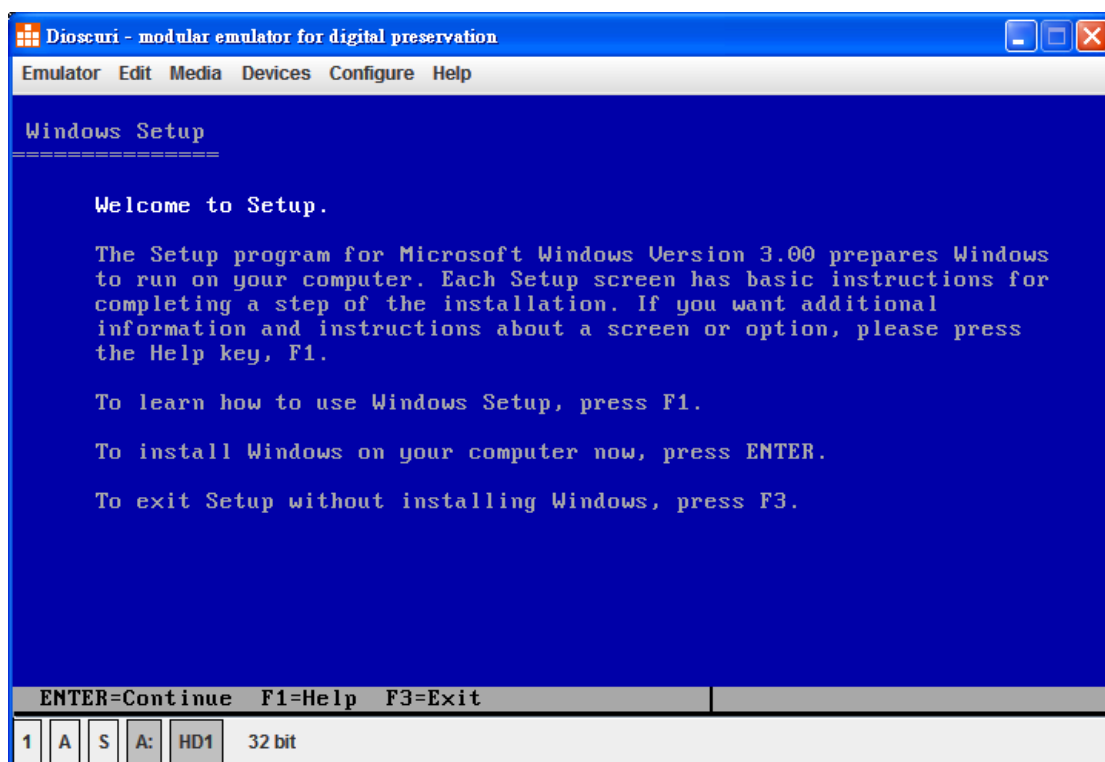 Dioscuri - modular emulator for digital preservation
Emulator Edit Media Devices Configure Help
Windows Setup
===============
Welcome to Setup.
The Setup program for Microsoft Windows Version 3.00 prepares Windows
to run on your computer. Each Setup screen has basic instructions for
completing a step of the installation. If you want additional
information and instructions about a screen or option, please press
the Help key, F1.
To learn how to use Windows Setup, press F1.
To install Windows on your computer now, press ENTER.
To exit Setup without installing Windows, press F3.
ENTER=Continue F1=Help F3=Exit
1 A S A: HD1 32 bit